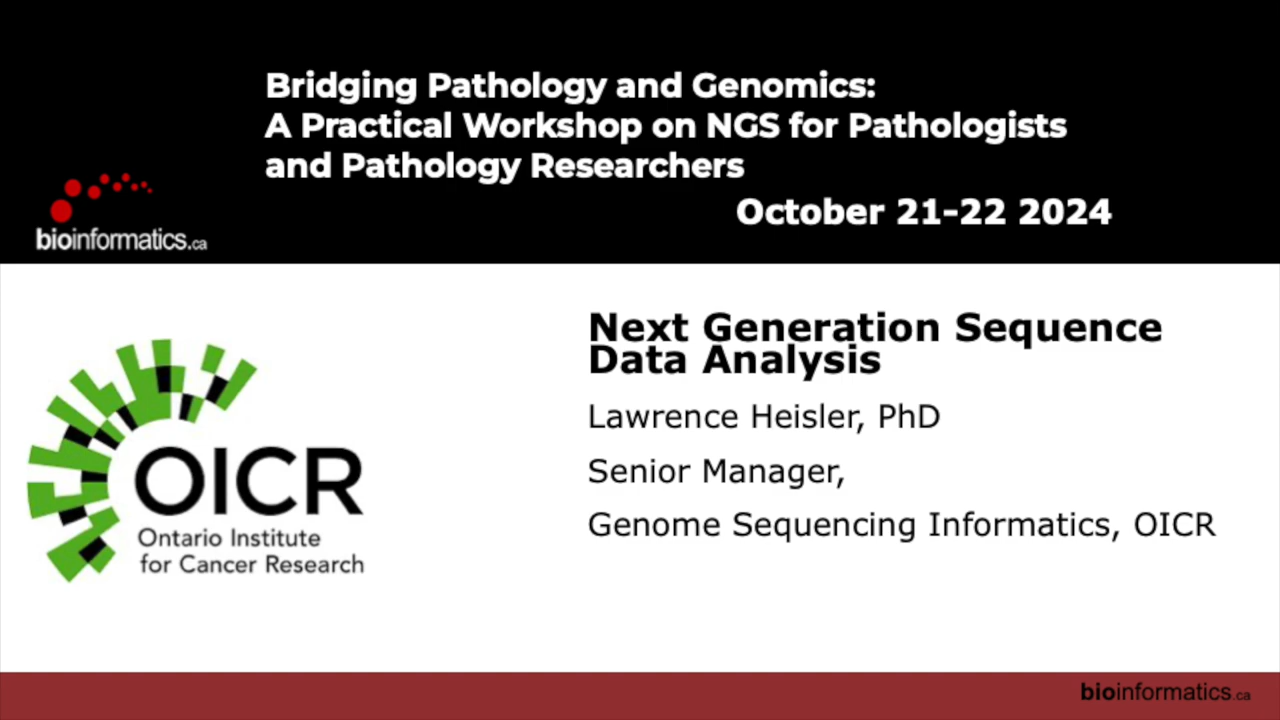 Bridging Pathology and Genomics:
A Practical Workshop on NGS for Pathologists
and Pathology Researchers
October 21-22 2024
bioinformatics.ca
Next Generation Sequence
Data Analysis
Lawrence Heisler, PhD
Senior Manager,
Genome Sequencing Informatics, OICR
OICR
Ontario Institute
for Cancer Research
bioinformatics.ca